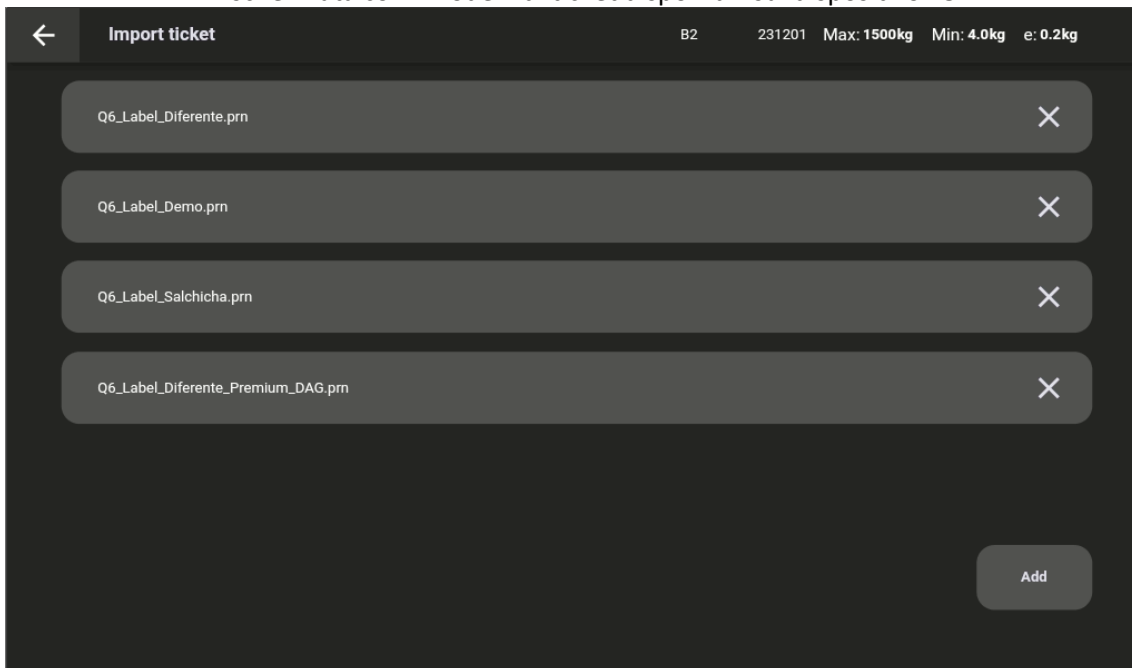 Import ticket B2 231201 Max: 1500kg Min: 4.0kg e: 0.2kg
Q6_Label_Diferente.prn
Q6_Label_Demo.prn
Q6_Label_Salchicha.prn
Q6_Label_Diferente_Premium_DAG.prn
Add